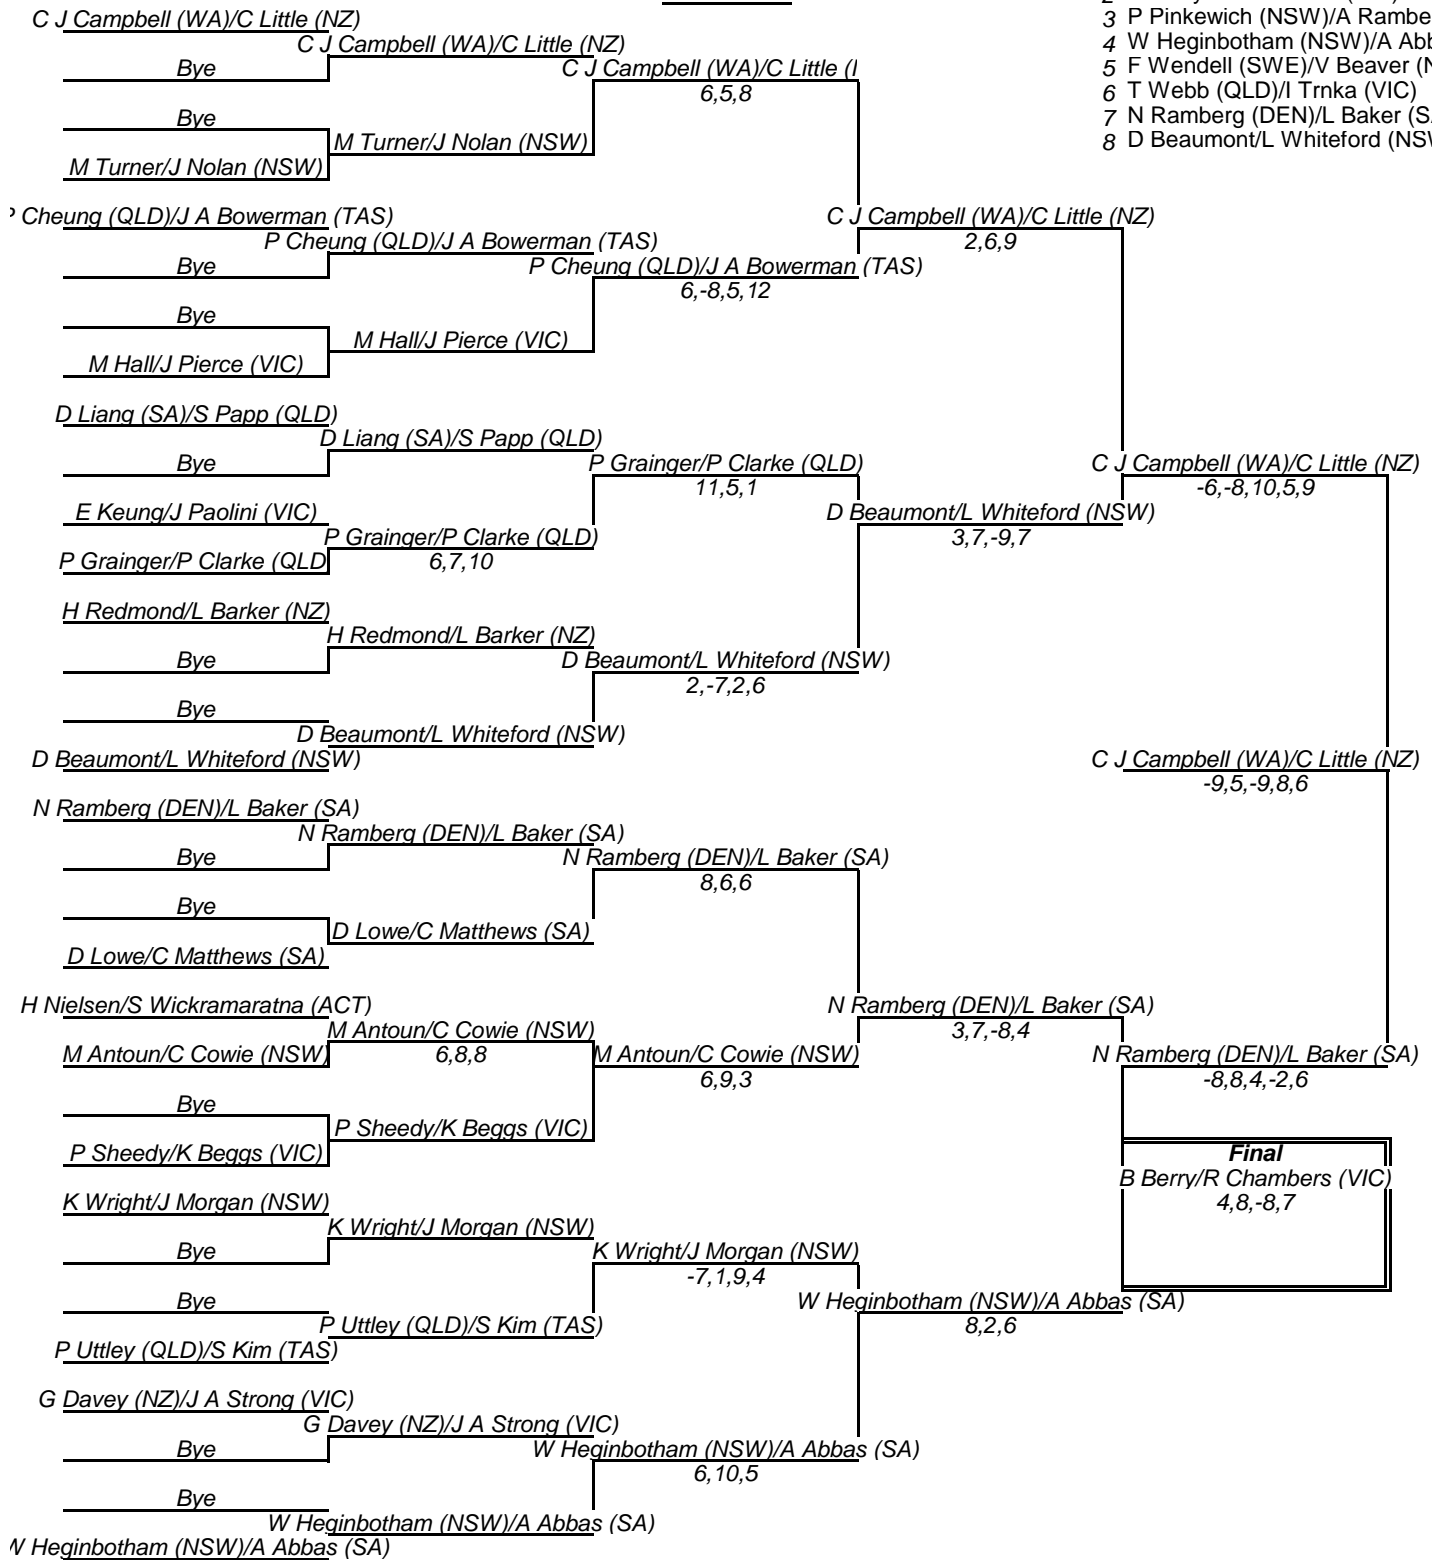 3 P Pinkewich (NSW)/A Rambe
4 W Heginbotham (NSW)/A Abb
5 F Wendell (SWE)/V Beaver (N
6 T Webb (QLD)/I Trnka (VIC)
7 N Ramberg (DEN)/L Baker (SA
8 D Beaumont/L Whiteford (NSW
C J Campbell (WA)/C Little (NZ)
C J Campbell (WA)/C Little (NZ)
Bye
C J Campbell (WA)/C Little (
6,5,8
Bye
M Turner/J Nolan (NSW)
M Turner/J Nolan (NSW)
P Cheung (QLD)/J A Bowerman (TAS)
C J Campbell (WA)/C Little (NZ)
2,6,9
P Cheung (QLD)/J A Bowerman (TAS)
Bye
P Cheung (QLD)/J A Bowerman (TAS)
6,-8,5,12
Bye
M Hall/J Pierce (VIC)
M Hall/J Pierce (VIC)
D Liang (SA)/S Papp (QLD)
D Liang (SA)/S Papp (QLD)
Bye
P Grainger/P Clarke (QLD)
11,5,1
C J Campbell (WA)/C Little (NZ)
-6,-8,10,5,9
E Keung/J Paolini (VIC)
D Beaumont/L Whiteford (NSW)
3,7,-9,7
P Grainger/P Clarke (QLD)
6,7,10
P Grainger/P Clarke (QLD
H Redmond/L Barker (NZ)
H Redmond/L Barker (NZ)
Bye
D Beaumont/L Whiteford (NSW)
2,-7,2,6
Bye
D Beaumont/L Whiteford (NSW)
D Beaumont/L Whiteford (NSW)
C J Campbell (WA)/C Little (NZ)
-9,5,-9,8,6
N Ramberg (DEN)/L Baker (SA)
N Ramberg (DEN)/L Baker (SA)
Bye
N Ramberg (DEN)/L Baker (SA)
8,6,6
Bye
D Lowe/C Matthews (SA)
D Lowe/C Matthews (SA)
H Nielsen/S Wickramaratna (ACT)
N Ramberg (DEN)/L Baker (SA)
3,7,-8,4
M Antoun/C Cowie (NSW)
6,8,8
M Antoun/C Cowie (NSW)
M Antoun/C Cowie (NSW)
6,9,3
N Ramberg (DEN)/L Baker (SA)
-8,8,4,-2,6
Bye
P Sheedy/K Beggs (VIC)
P Sheedy/K Beggs (VIC)
Final
B Berry/R Chambers (VIC)
4,8,-8,7
K Wright/J Morgan (NSW)
K Wright/J Morgan (NSW)
Bye
K Wright/J Morgan (NSW)
-7,1,9,4
Bye
W Heginbotham (NSW)/A Abbas (SA)
8,2,6
P Uttley (QLD)/S Kim (TAS)
P Uttley (QLD)/S Kim (TAS)
G Davey (NZ)/J A Strong (VIC)
G Davey (NZ)/J A Strong (VIC)
Bye
W Heginbotham (NSW)/A Abbas (SA)
6,10,5
Bye
W Heginbotham (NSW)/A Abbas (SA)
W Heginbotham (NSW)/A Abbas (SA)